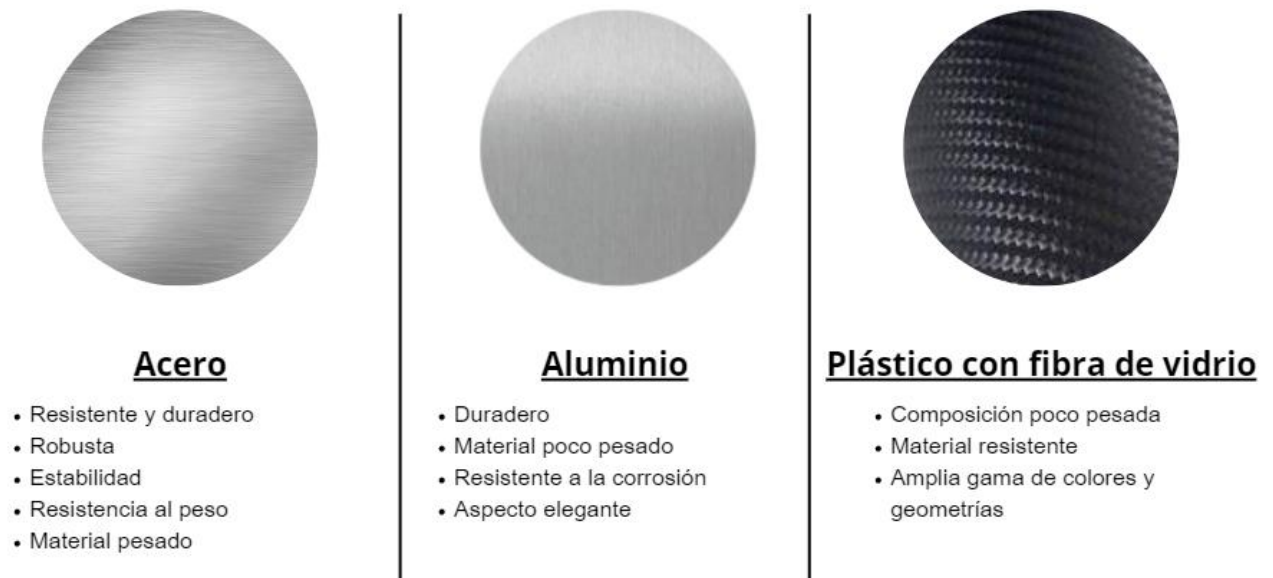 Acero
• Resistente y duradero
• Robusta
• Estabilidad
• Resistencia al peso
• Material pesado
Aluminio
• Duradero
• Material poco pesado
• Resistente a la corrosión
• Aspecto elegante
Plástico con fibra de vidrio
• Composición poco pesada
• Material resistente
• Amplia gama de colores y
geometrías